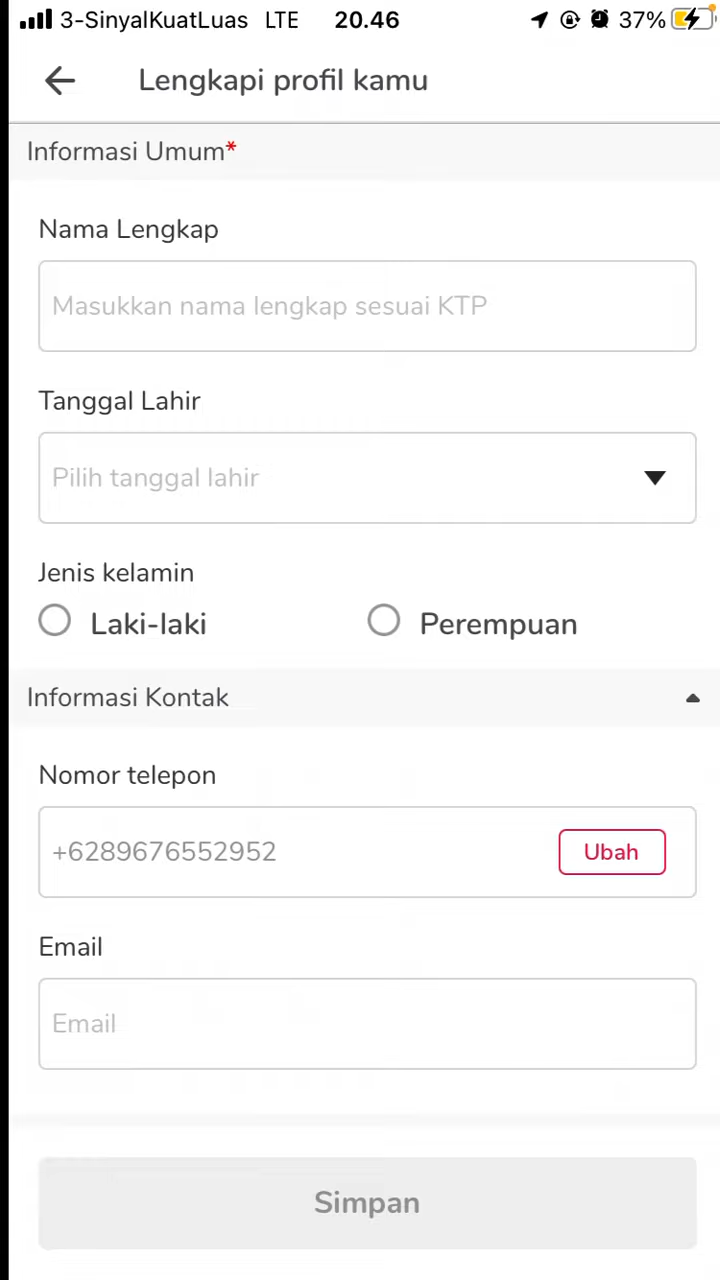 3-SinyalKuatLuas LTE 20.46 37%
Lengkapi profil kamu
Informasi Umum*
Nama Lengkap
Masukkan nama lengkap sesuai KTP
Tanggal Lahir
Pilih tanggal lahir
Jenis kelamin
Laki-laki Perempuan
Informasi Kontak
Nomor telepon
+6289676552952 Ubah
Email
Email
Simpan